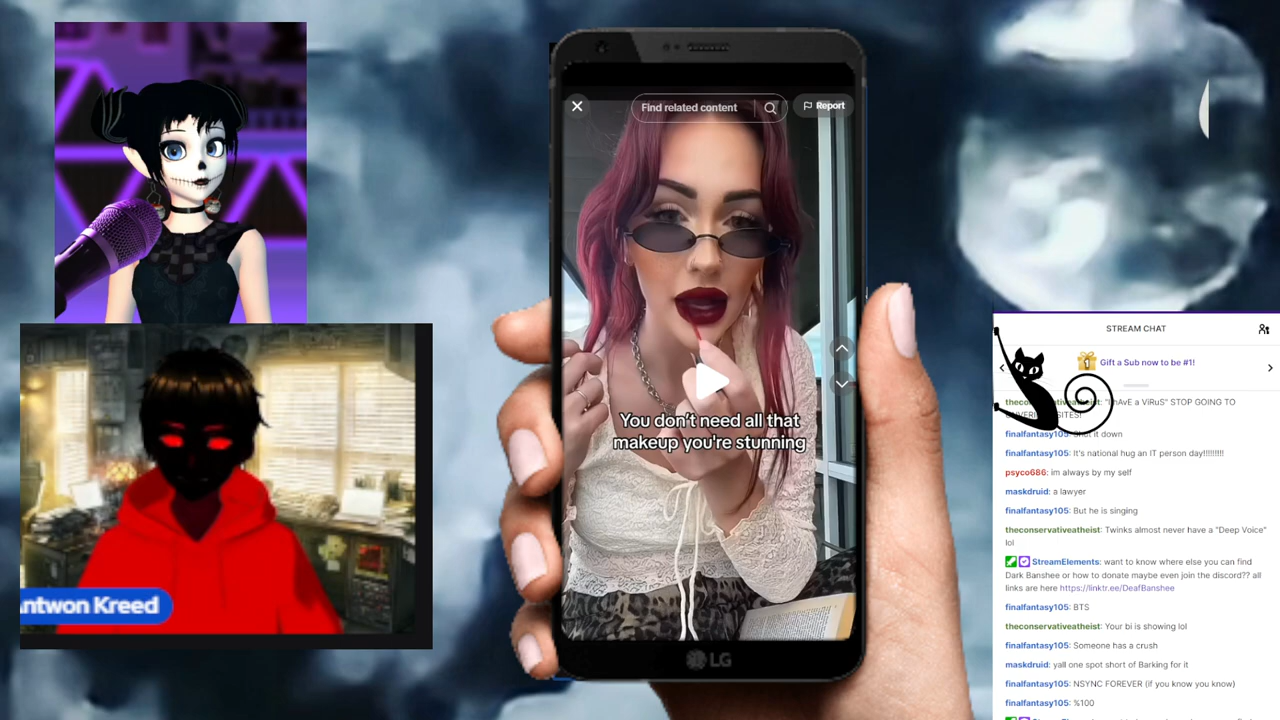 Find related content
Report
You don't need all that
makeup you're stunning
LG
ntwon Kreed
STREAM CHAT
Gift a Sub now to be #1!
STOP GOING TO
finalfantasy105: Shut it down
finalfantasy105: It's national hug an IT person day!!!!!!!!!
psyco686: im always by my self
maskdruid: a lawyer
finalfantasy105: But he is singing
theconservativeatheist: Twinks almost never have a "Deep Voice"
lol
StreamElements: want to know where else you can find
Dark Banshee or how to donate maybe even join the discord?? all
links are here https://linktr.ee/DeafBanshee
finalfantasy105: BTS
theconservativeatheist: Your bi is showing lol
finalfantasy105: Someone has a crush
maskdruid: yall one spot short of Barking for it
finalfantasy105: NSYNC FOREVER (if you know you know)
finalfantasy105: %100